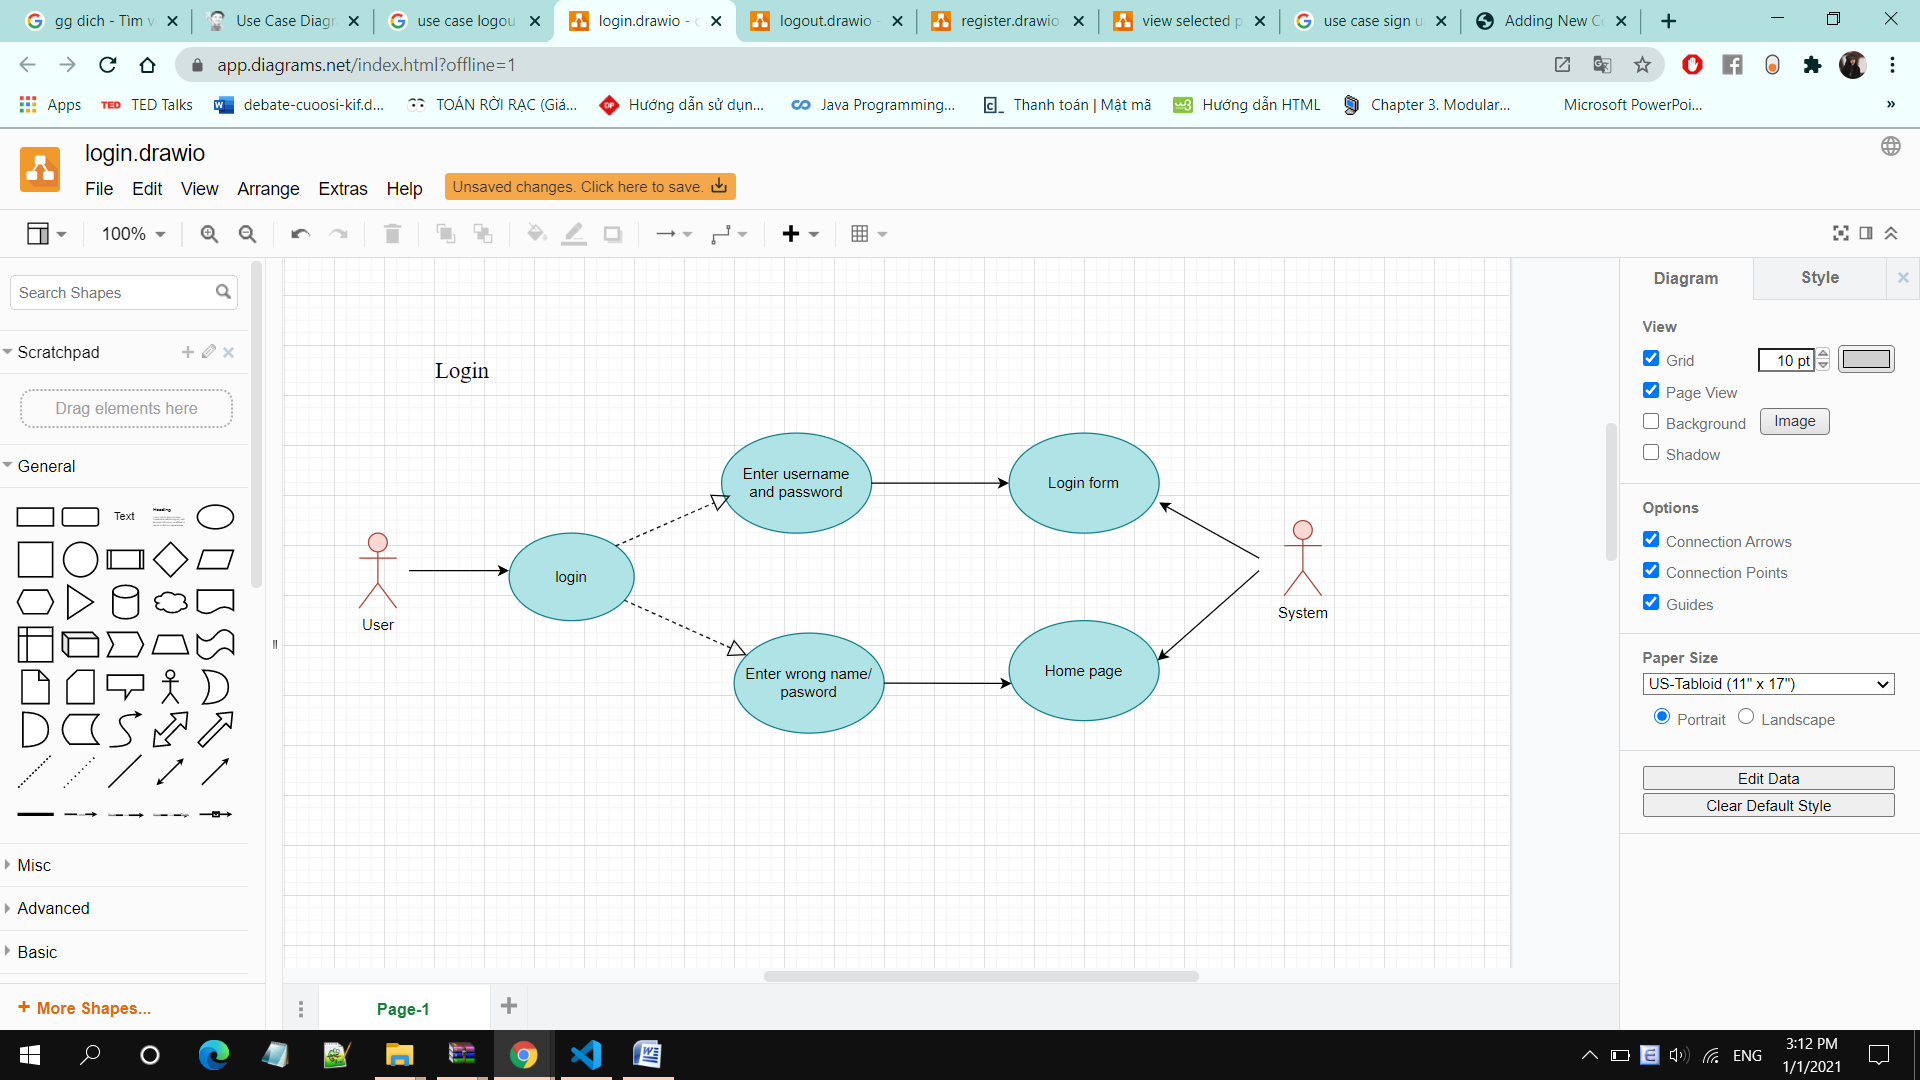 gg dich - Tìm v
Use Case Diagr
use case logou
login.drawio - d
logout.drawio -
register.drawio
view selected p
use case sign u
Adding New C
app.diagrams.net/index.html?offline=1
Apps
TED TED Talks
debate-cuoosi-kif.d...
TOÁN RỜI RẠC (Giá...
Hướng dẫn sử dụn...
Java Programming...
Thanh toán | Mật mã
Hướng dẫn HTML
Chapter 3. Modular...
Microsoft PowerPoi...
»
login.drawio
File Edit View Arrange Extras Help
Unsaved changes. Click here to save.
100%
Search Shapes
Scratchpad
Drag elements here
General
Text
Heading
Misc
Advanced
Basic
+ More Shapes...
Login
Enter username
and password
Login form
login
User
System
Enter wrong name/
pasword
Home page
Page-1
Diagram
Style
View
Grid
10 pt
Page View
Background
Image
Shadow
Options
Connection Arrows
Connection Points
Guides
Paper Size
US-Tabloid (11" x 17")
Portrait
Landscape
Edit Data
Clear Default Style
ENG
3:12 PM
1/1/2021